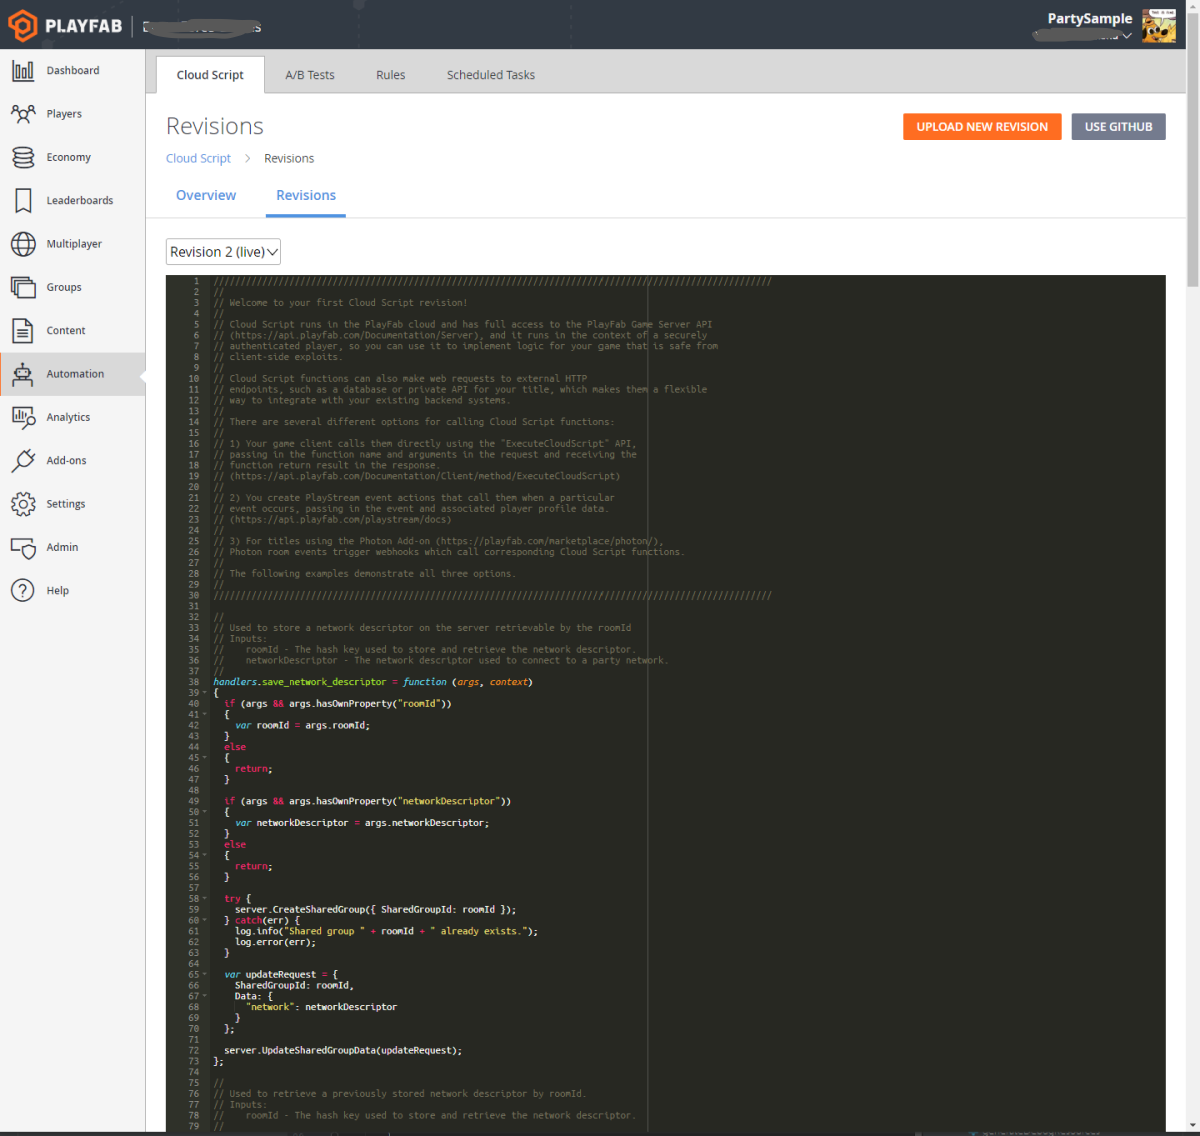 PLAYFAB
PartySample
Dashboard
Players
Economy
Leaderboards
Multiplayer
Groups
Content
Automation
Analytics
Add-ons
Settings
Admin
Help
Cloud Script
A/B Tests
Rules
Scheduled Tasks
Revisions
UPLOAD NEW REVISION
USE GITHUB
Cloud Script > Revisions
Overview
Revisions
Revision 2 (live)
1 ////////////////////////////////////////////////////////////////////////////////////////////////////////
2 //
3 // Welcome to your first Cloud Script revision!
4 //
5 // Cloud Script runs in the PlayFab cloud and has full access to the PlayFab Game Server API
6 // (https://api.playfab.com/Documentation/Server), and it runs in the context of a securely
7 // authenticated player, so you can use it to implement logic for your game that is safe from
8 // client-side exploits.
9 //
10 // Cloud Script functions can also make web requests to external HTTP
11 // endpoints, such as a database or private API for your title, which makes them a flexible
12 // way to integrate with your existing backend systems.
13 //
14 // There are several different options for calling Cloud Script functions:
15 //
16 // 1) Your game client calls them directly using the "ExecuteCloudScript" API,
17 // passing in the function name and arguments in the request and receiving the
18 // function return result in the response.
19 // (https://api.playfab.com/Documentation/Client/method/ExecuteCloudScript)
20 //
21 // 2) You create PlayStream event actions that call them when a particular
22 // event occurs, passing in the event and associated player profile data.
23 // (https://api.playfab.com/playstream/docs)
24 //
25 // 3) For titles using the Photon Add-on (https://playfab.com/marketplace/photon/),
26 // Photon room events trigger webhooks which call corresponding Cloud Script functions.
27 //
28 // The following examples demonstrate all three options.
29 //
30 ////////////////////////////////////////////////////////////////////////////////////////////////////////
31
32 //
33 // Used to store a network descriptor on the server retrievable by the roomId
34 // Inputs:
35 //    roomId - The hash key used to store and retrieve the network descriptor.
36 //    networkDescriptor - The network descriptor used to connect to a party network.
37 //
38 handlers.save_network_descriptor = function (args, context)
39 {
40   if (args && args.hasOwnProperty("roomId"))
41   {
42     var roomId = args.roomId;
43   }
44   else
45   {
46     return;
47   }
48
49   if (args && args.hasOwnProperty("networkDescriptor"))
50   {
51     var networkDescriptor = args.networkDescriptor;
52   }
53   else
54   {
55     return;
56   }
57
58   try {
59     server.CreateSharedGroup({ SharedGroupId: roomId });
60   } catch(err) {
61     log.info("Shared group " + roomId + " already exists.");
62     log.error(err);
63   }
64
65   var updateRequest = {
66     SharedGroupId: roomId,
67     Data: {
68       "network": networkDescriptor
69     }
70   };
71
72   server.UpdateSharedGroupData(updateRequest);
73 };
74
75 //
76 // Used to retrieve a previously stored network descriptor by roomId.
77 // Inputs:
78 //    roomId - The hash key used to store and retrieve the network descriptor.
79 //